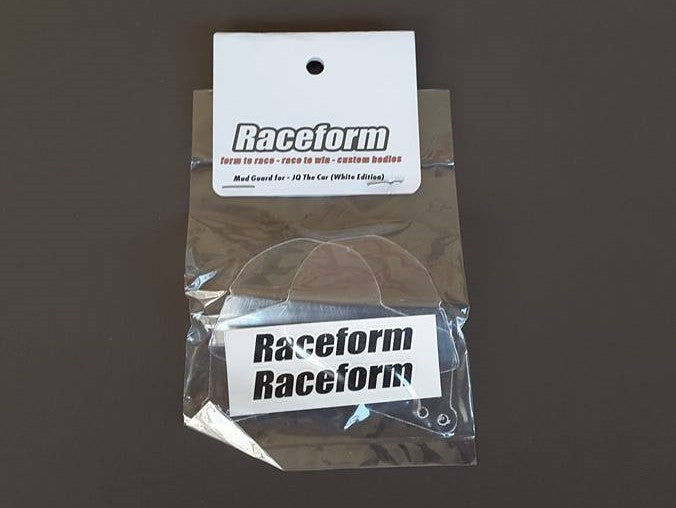 Raceform
form to race - race to win - custom bodies
Mud Guard for - JQ The Car (White Edition)
Raceform
Raceform